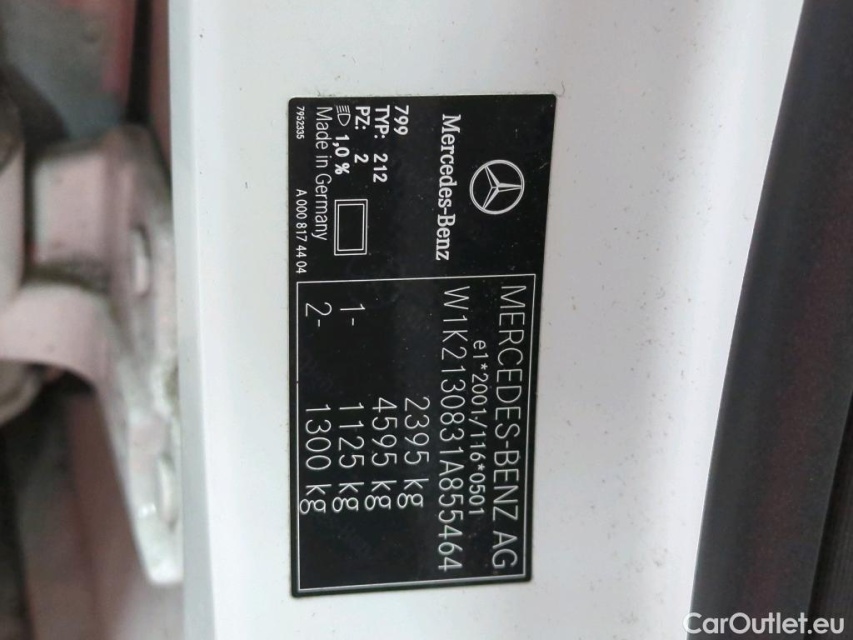 Mercedes-Benz
799
TYP: 212
PZ: 2
1,0 %
Made in Germany
7952335 A 000 817 44 04
MERCEDES-BENZ AG
e1*2001/116*0501
W1K2130831A855464
2395 kg
4595 kg
1- 1125 kg
2- 1300 kg
CarOutlet.eu